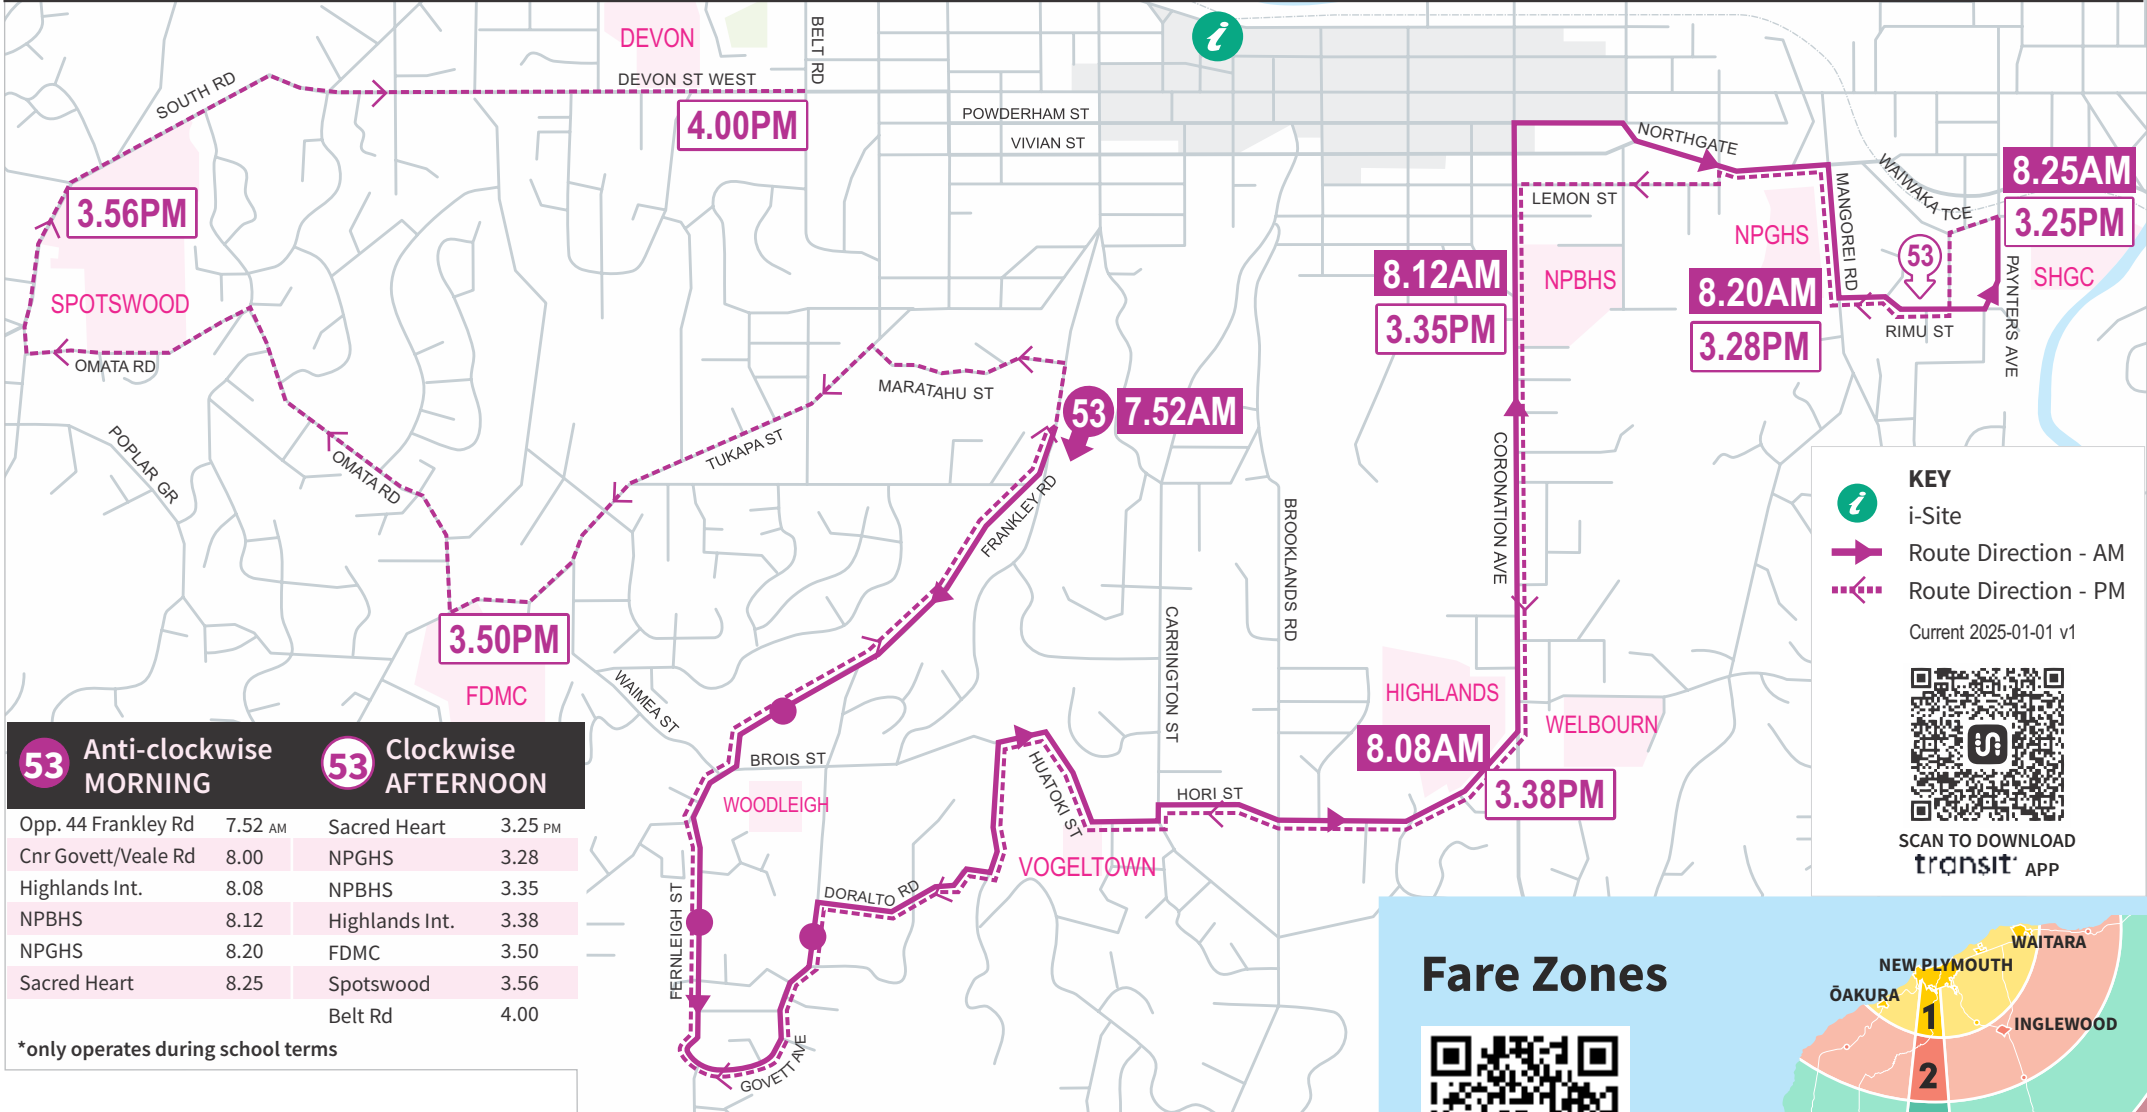 DEVON
BELT RD
SOUTH RD
DEVON ST WEST
4.00PM
POWDERHAM ST
VIVIAN ST
i
NORTHGATE
WAIWAKA TCE
8.25AM
3.25PM
3.56PM
LEMON ST
MANGOREI RD
NPGHS
53
PAYNTERS AVE
SHGC
SPOTSWOOD
8.12AM
3.35PM
NPBHS
8.20AM
3.28PM
RIMU ST
OMATA RD
MARATAHU ST
53 7.52AM
TUKAPA ST
POPLAR GR
OMATA RD
FRANKLEY RD
CORONATION AVE
BROOKLANDS RD
CARRINGTON ST
3.50PM
FDMC
WAIMEA ST
HIGHLANDS
WELBOURN
8.08AM
3.38PM
BROIS ST
WOODLEIGH
HUATOKI ST
HORI ST
VOGELTOWN
DORALTO RD
FERNLEIGH ST
GOVETT AVE
KEY
i
i-Site
Route Direction - AM
Route Direction - PM
Current 2025-01-01 v1
SCAN TO DOWNLOAD
transit APP
53 Anti-clockwise
MORNING
53 Clockwise
AFTERNOON
Opp. 44 Frankley Rd 7.52 AM Sacred Heart 3.25 PM
Cnr Govett/Veale Rd 8.00 NPGHS 3.28
Highlands Int. 8.08 NPBHS 3.35
NPBHS 8.12 Highlands Int. 3.38
NPGHS 8.20 FDMC 3.50
Sacred Heart 8.25 Spotswood 3.56
Belt Rd 4.00
*only operates during school terms
Fare Zones
WAITARA
NEW PLYMOUTH
ŌAKURA
1
INGLEWOOD
2